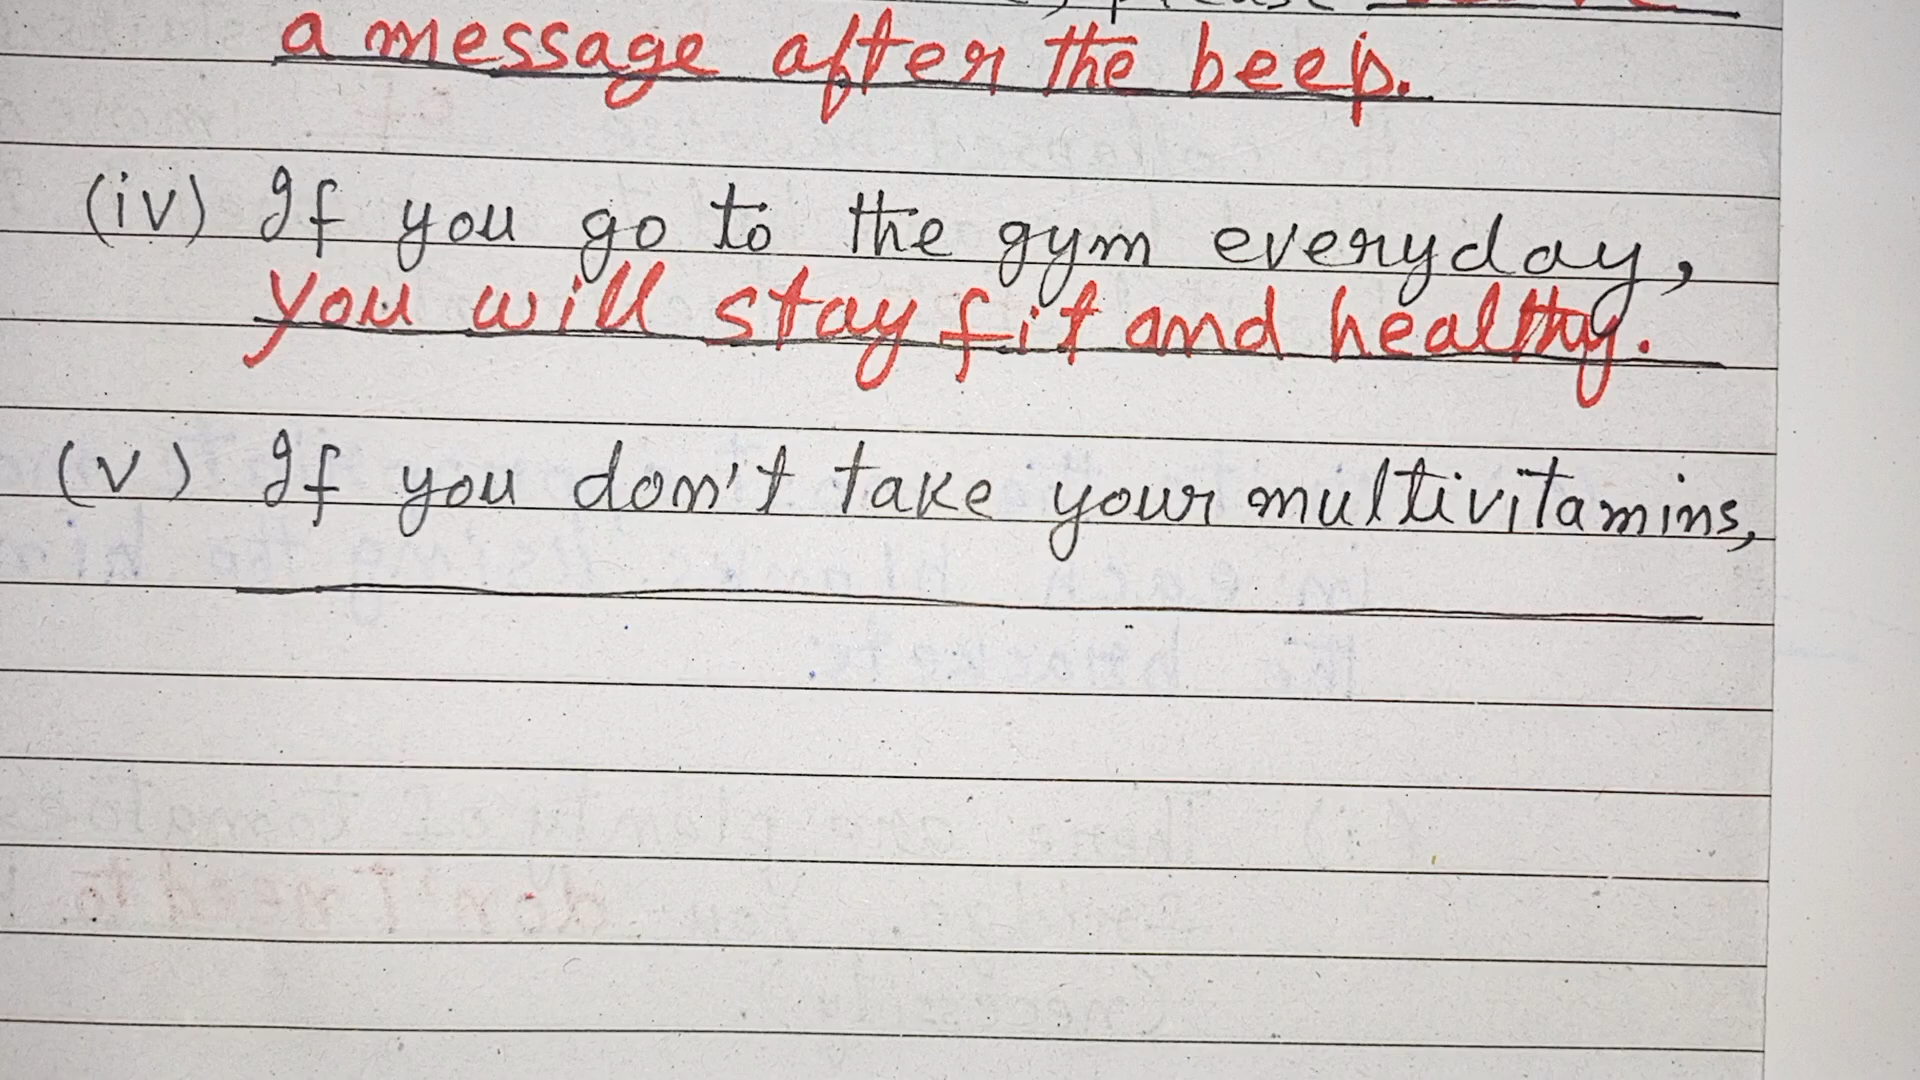 please
a message after the beep.
(iv) If you go to the gym everyday,
you will stay fit and healthy.
(v) If you don't take your multivitamins,